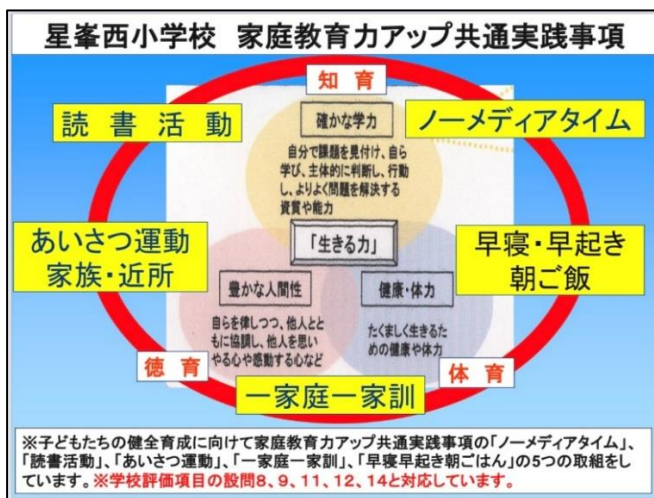 星峯西小学校 家庭教育力アップ共通実践事項
知 育
読 書 活 動
ノーメディアタイム
確かな学力
自分で課題を見付け、自ら
学び、主体的に判断し、行動
し、よりよく問題を解決する
資質や能力
あいさつ運動
家族・近所
「生きる力」
早寝・早起き
朝ご飯
豊かな人間性
健康・体力
自らを律しつつ、他人とと
もに協調し、他人を思い
やる心や感動する心など
たくましく生きるた
めの健康や体力
徳 育
体 育
一家庭一家訓
※子どもたちの健全育成に向けて家庭教育力アップ共通実践事項の「ノーメディアタイム」、
「読書活動」、「あいさつ運動」、「一家庭一家訓」、「早寝早起き朝ごはん」の5つの取組をし
ています。※学校評価項目の設問8、9、11、12、14と対応しています。